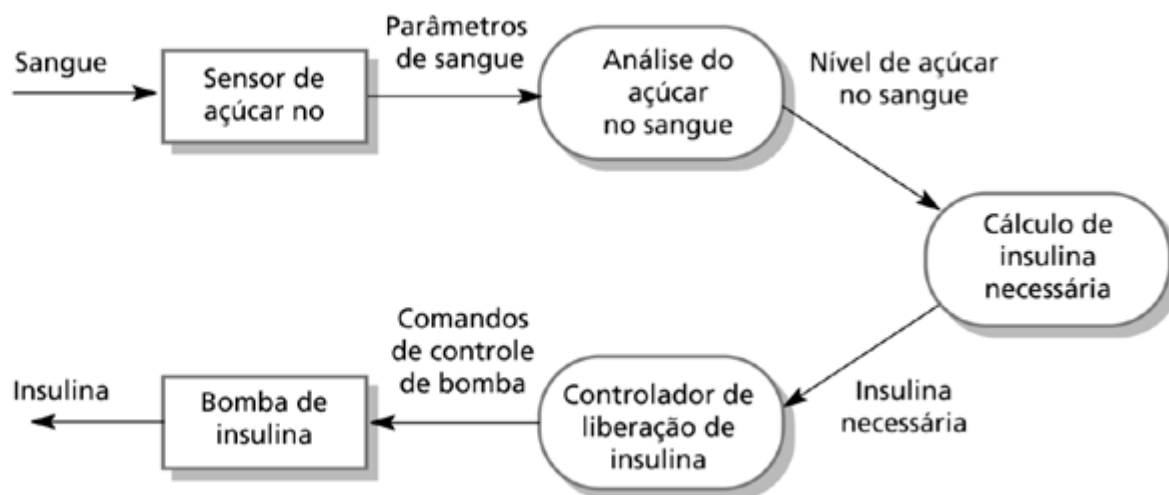 Sangue
Sensor de
açúcar no
Parâmetros
de sangue
Análise do
açúcar
no sangue
Nível de açúcar
no sangue
Cálculo de
insulina
necessária
Insulina
necessária
Controlador de
liberação de
insulina
Comandos
de controle
de bomba
Bomba de
insulina
Insulina